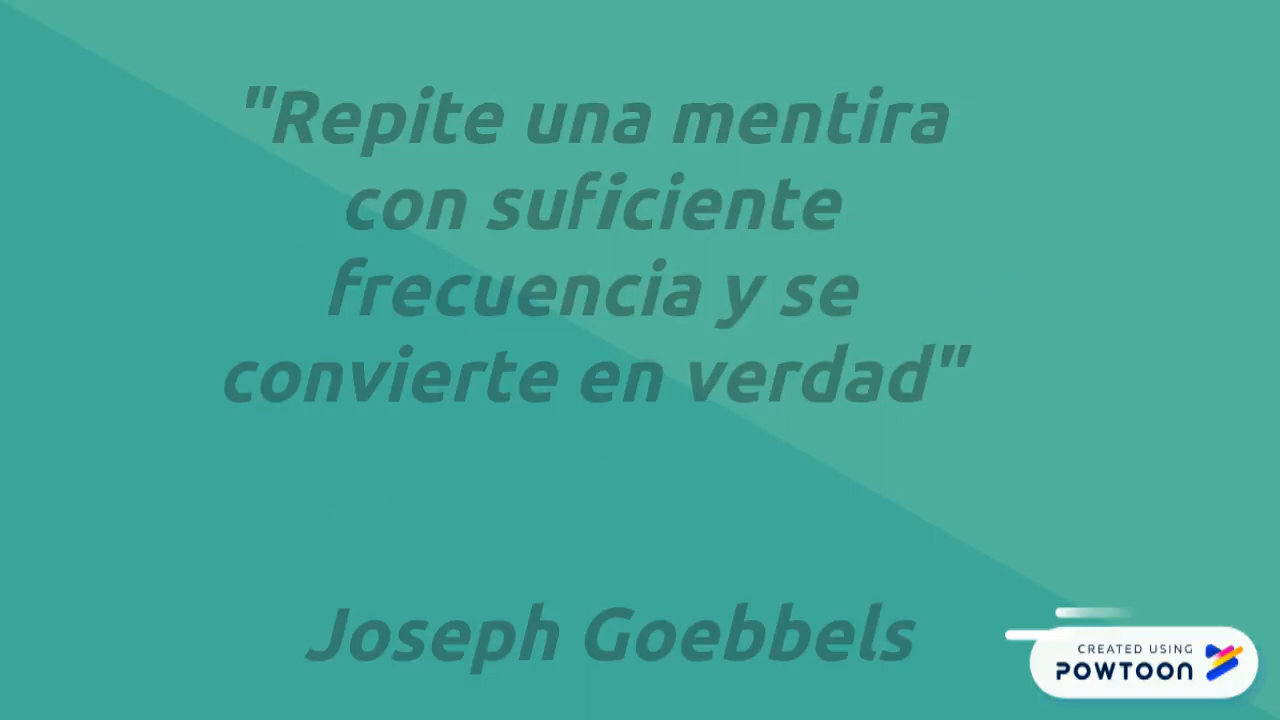 "Repite una mentira
con suficiente
frecuencia y se
convierte en verdad"
Joseph Goebbels
CREATED USING
POWTOON